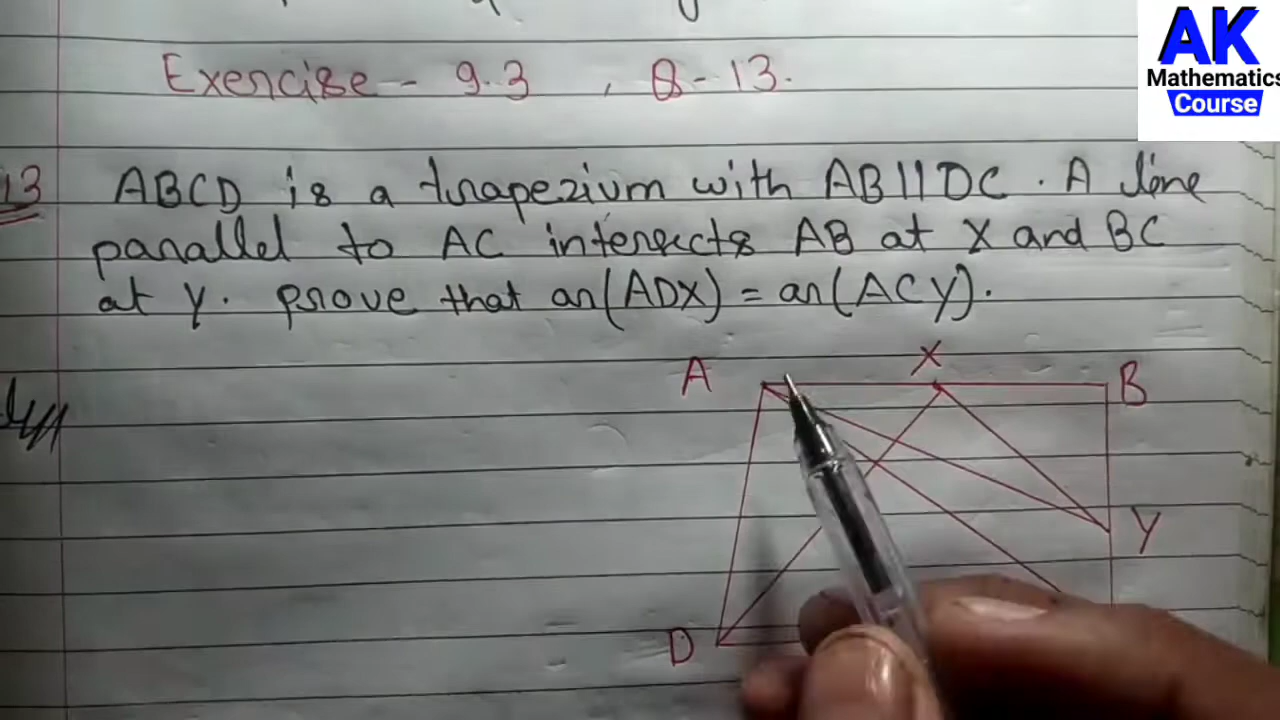 AK
Mathematics
Course
Exercise - 9.3 , Q - 13.
13 ABCD is a trapezium with AB || DC . A line
parallel to AC intersects AB at X and BC
at Y. prove that ar(ADX) = ar(ACY).
A X B
Y
D